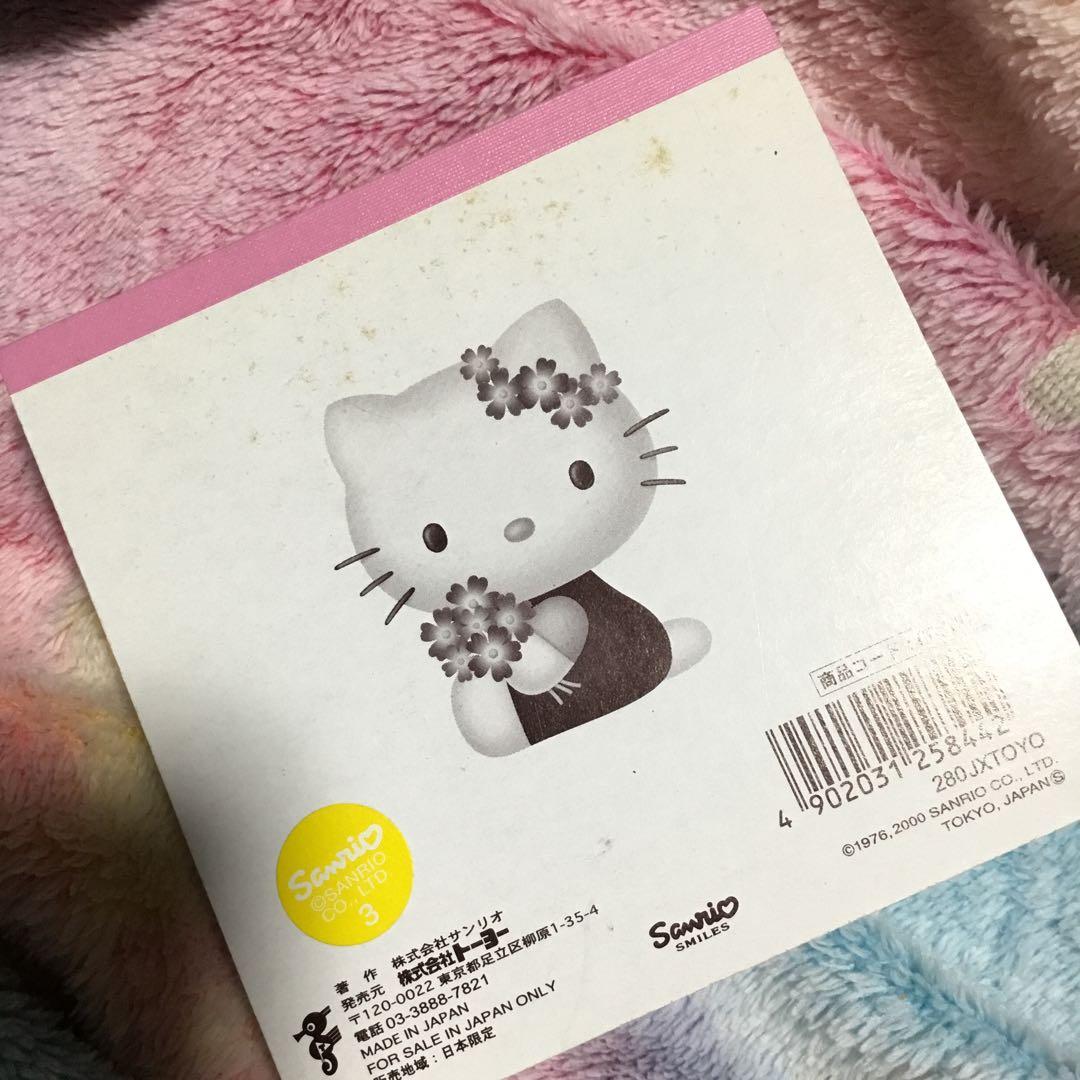 商品コード
4 902031 258442
280JXTOYO
©1976, 2000 SANRIO CO., LTD.
TOKYO, JAPAN Ⓢ
Sanrio
©SANRIO
CO., LTD
3
Sanrio
SMILES
著 作 株式会社サンリオ
発売元 株式会社トーヨー
〒120-0022 東京都足立区柳原1-35-4
電話 03-3888-7821
MADE IN JAPAN
FOR SALE IN JAPAN ONLY
販売地域：日本限定